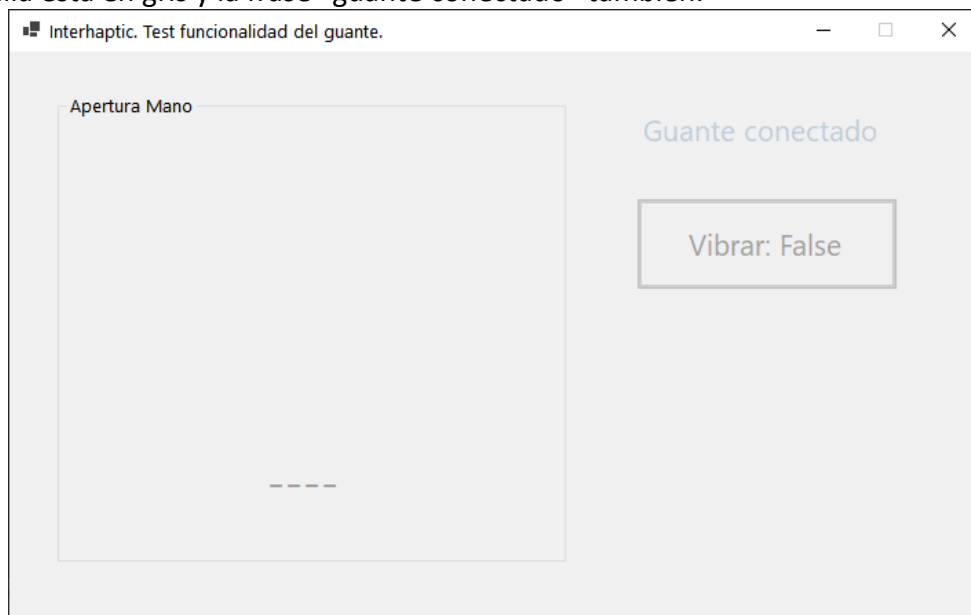 está en gris y la frase "guante conectado" también.
Interhaptic. Test funcionalidad del guante.
Apertura Mano
Guante conectado
Vibrar: False
----